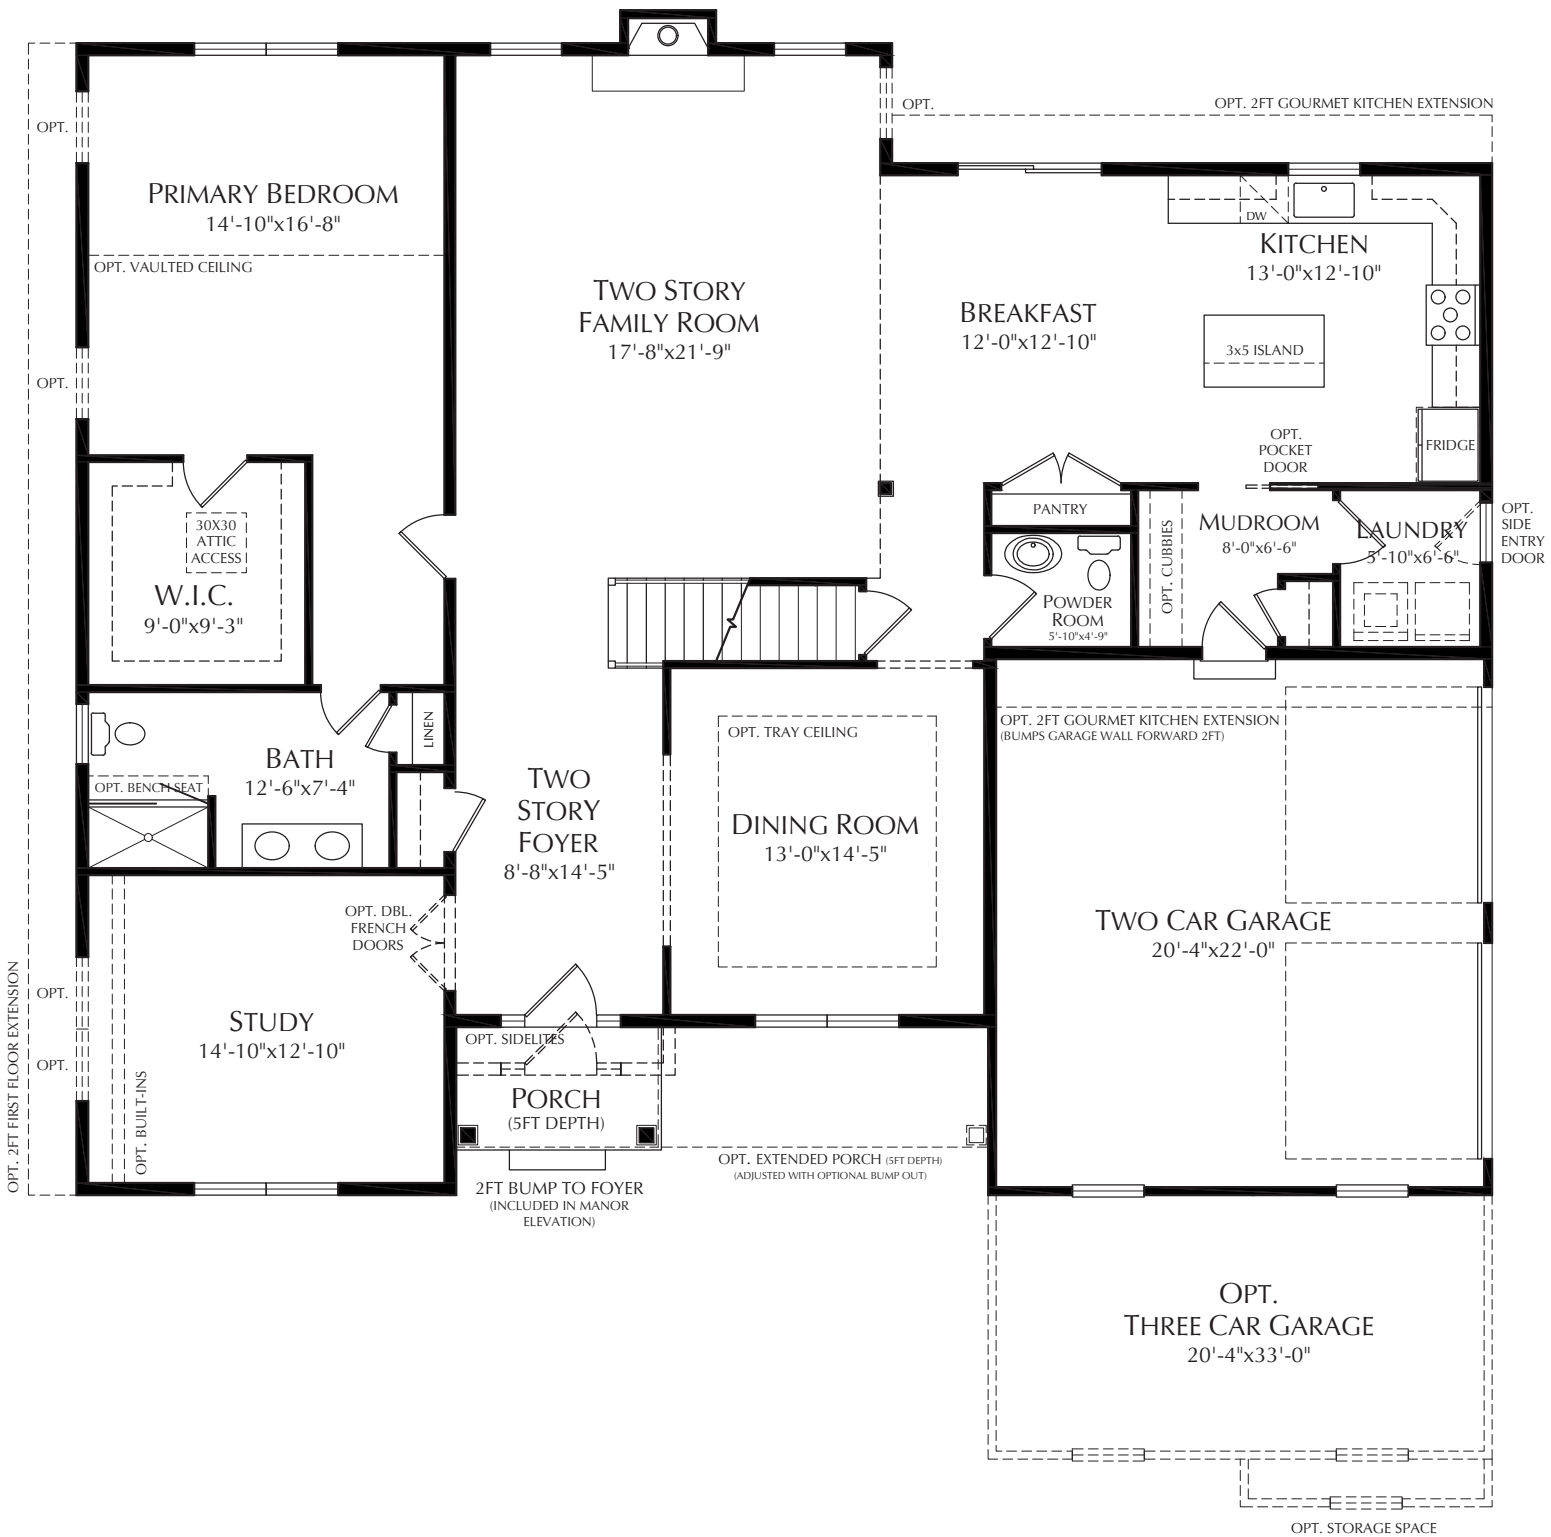 OPT.
OPT. 2FT GOURMET KITCHEN EXTENSION
OPT.
PRIMARY BEDROOM
14'-10"x16'-8"
OPT. VAULTED CEILING
OPT.
TWO STORY
FAMILY ROOM
17'-8"x21'-9"
BREAKFAST
12'-0"x12'-10"
DW
KITCHEN
13'-0"x12'-10"
3x5 ISLAND
FRIDGE
OPT.
POCKET
DOOR
30X30
ATTIC
ACCESS
W.I.C.
9'-0"x9'-3"
PANTRY
OPT. CUBBIES
MUDROOM
8'-0"x6'-6"
LAUNDRY
5'-10"x6'-6"
OPT.
SIDE
ENTRY
DOOR
POWDER
ROOM
5'-10"x4'-9"
LINEN
BATH
12'-6"x7'-4"
OPT. BENCH SEAT
TWO
STORY
FOYER
8'-8"x14'-5"
OPT. TRAY CEILING
DINING ROOM
13'-0"x14'-5"
OPT. 2FT GOURMET KITCHEN EXTENSION
(BUMPS GARAGE WALL FORWARD 2FT)
TWO CAR GARAGE
20'-4"x22'-0"
OPT. DBL.
FRENCH
DOORS
OPT. 2FT FIRST FLOOR EXTENSION
OPT.
OPT.
STUDY
14'-10"x12'-10"
OPT. BUILT-INS
OPT. SIDELITES
PORCH
(5FT DEPTH)
2FT BUMP TO FOYER
(INCLUDED IN MANOR
ELEVATION)
OPT. EXTENDED PORCH (5FT DEPTH)
(ADJUSTED WITH OPTIONAL BUMP OUT)
OPT.
THREE CAR GARAGE
20'-4"x33'-0"
OPT. STORAGE SPACE